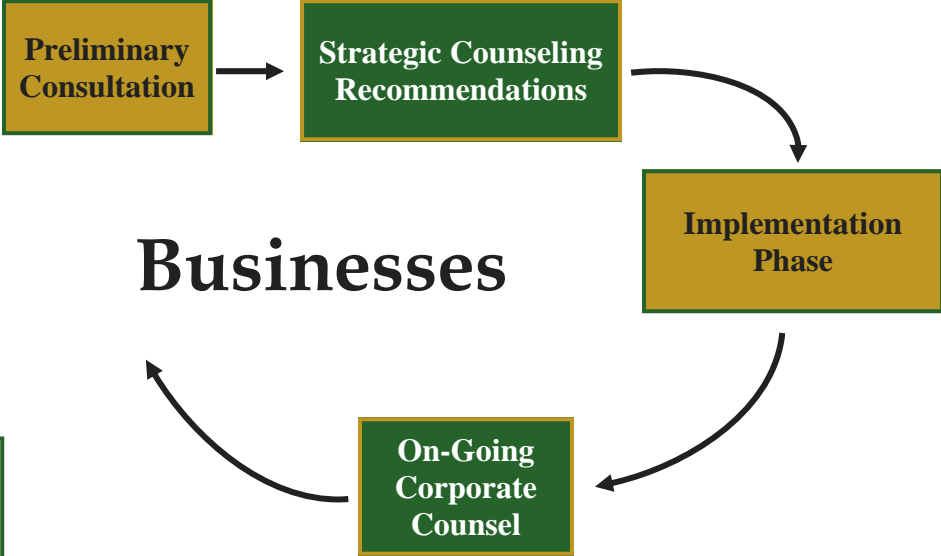 Preliminary
Consultation
Strategic Counseling
Recommendations
Implementation
Phase
Businesses
On-Going
Corporate
Counsel